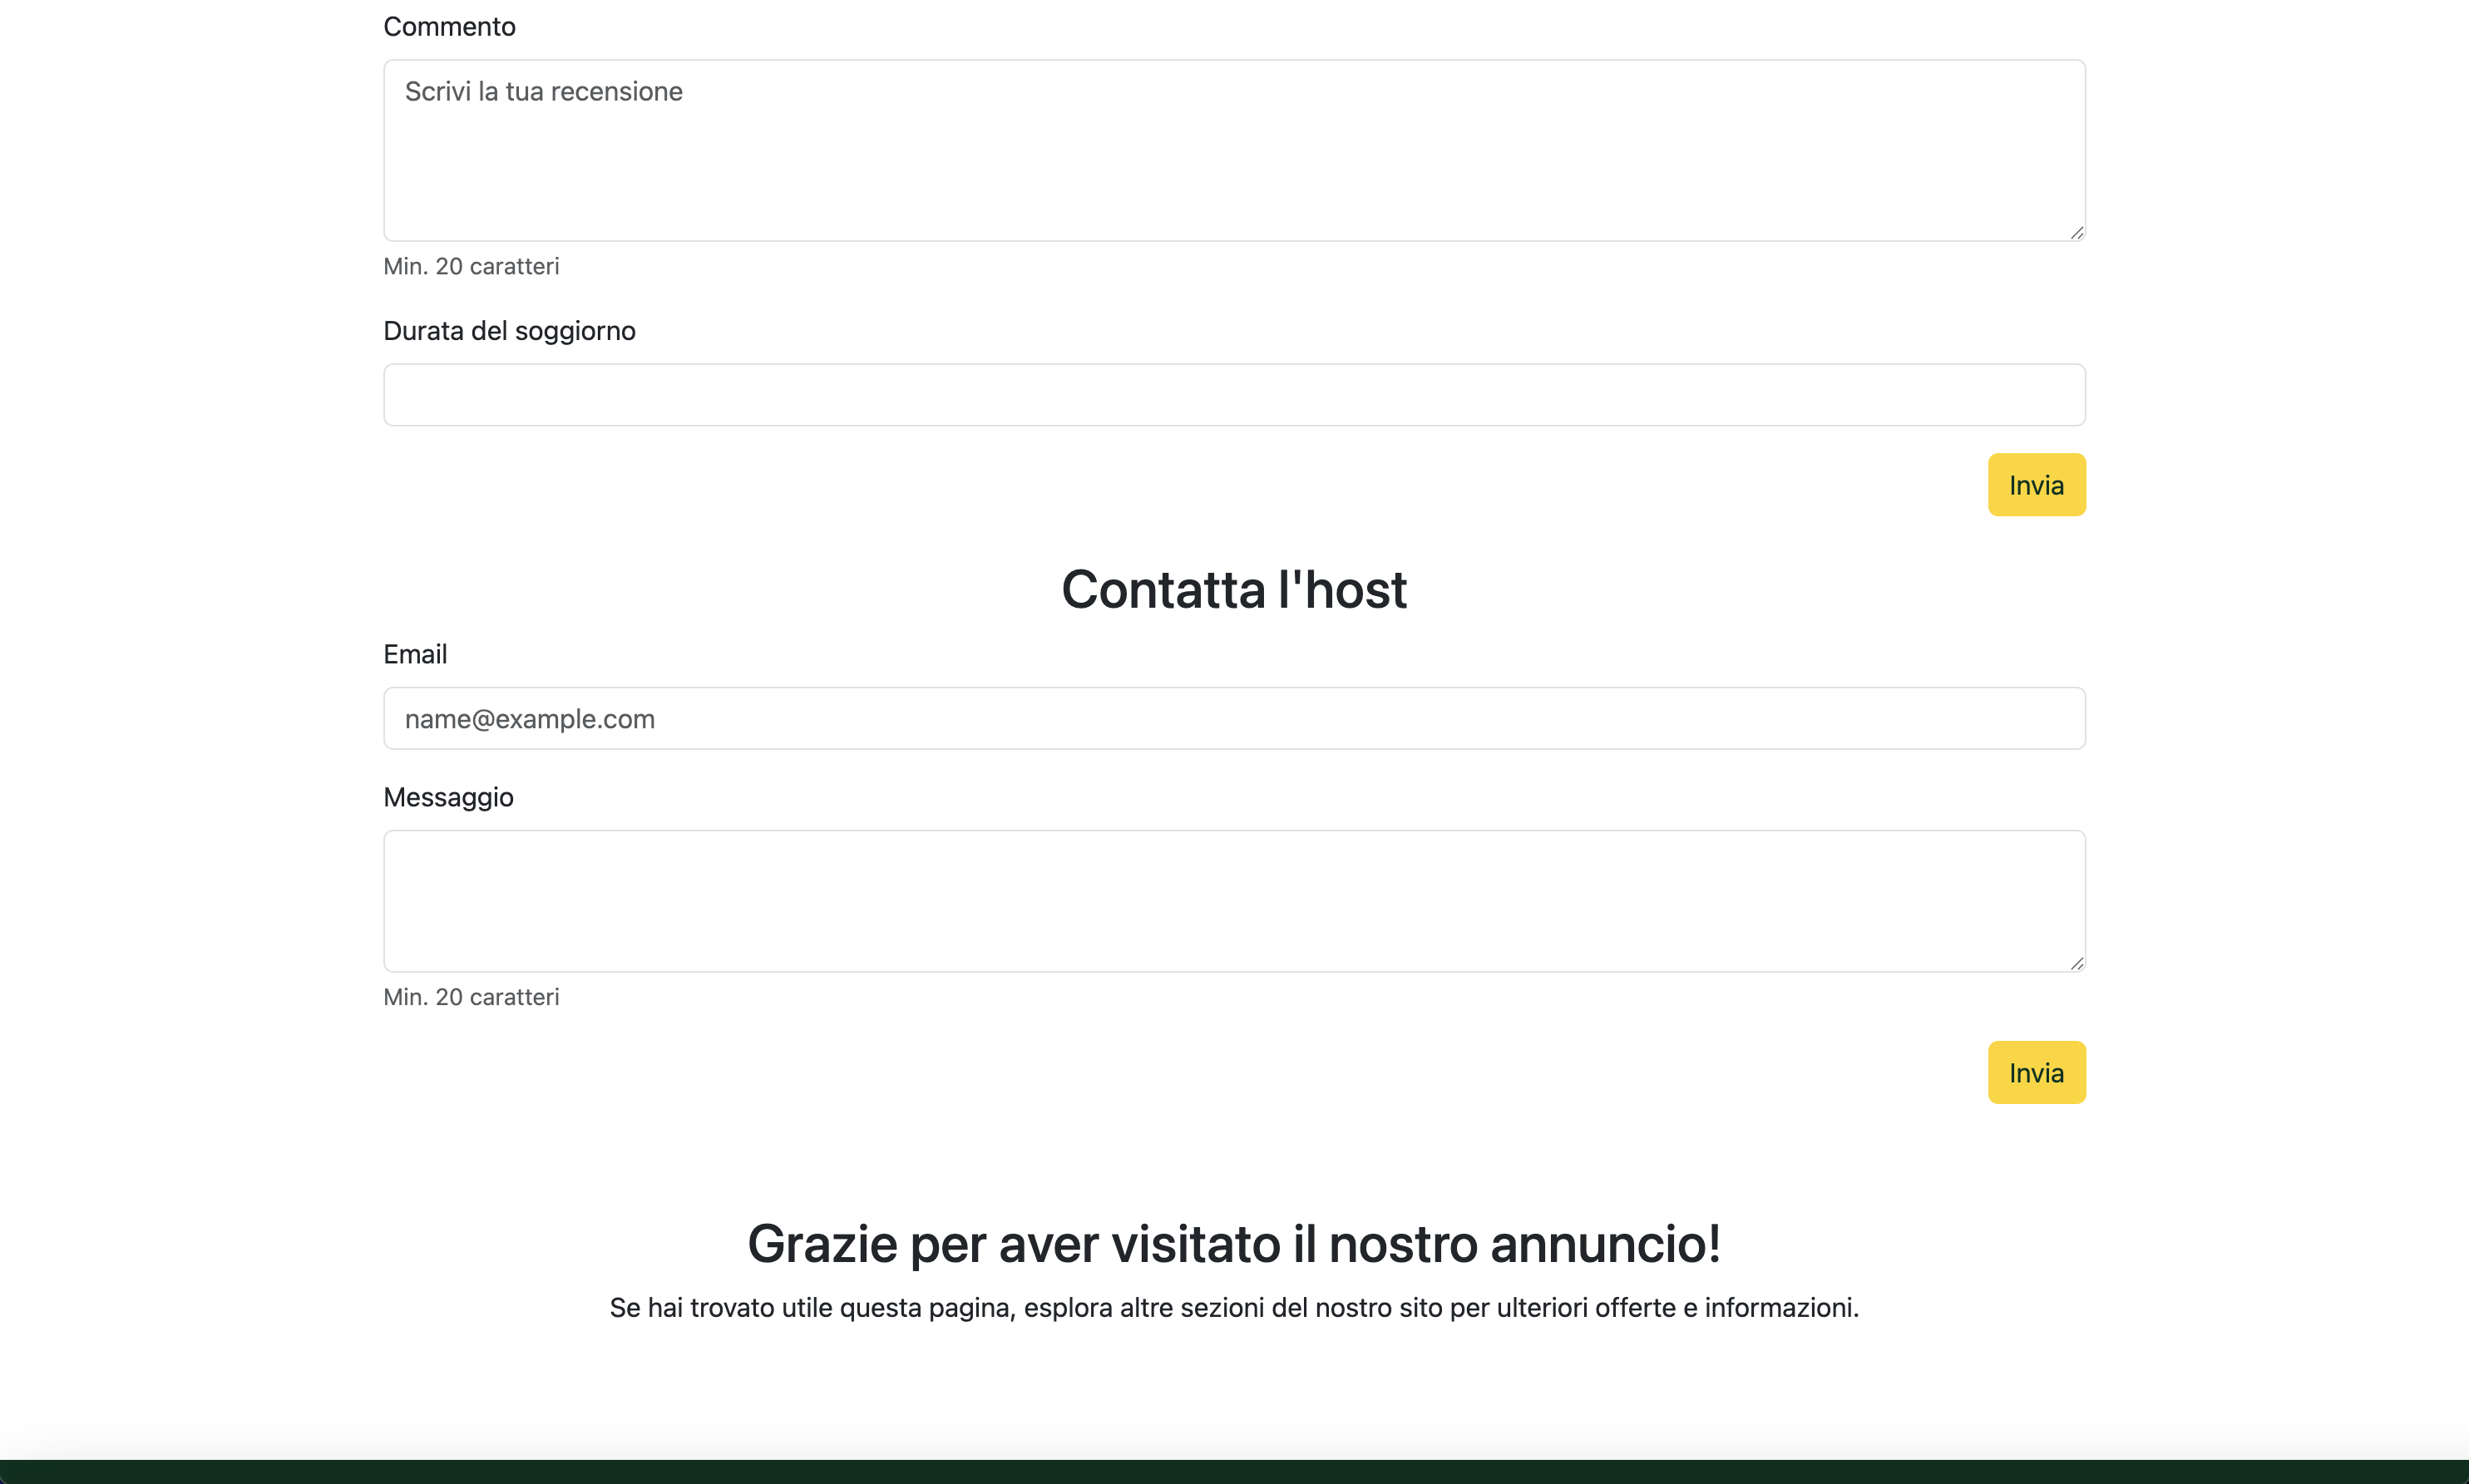 Commento
Scrivi la tua recensione
Min. 20 caratteri
Durata del soggiorno
Invia
Contatta l'host
Email
name@example.com
Messaggio
Min. 20 caratteri
Invia
Grazie per aver visitato il nostro annuncio!
Se hai trovato utile questa pagina, esplora altre sezioni del nostro sito per ulteriori offerte e informazioni.